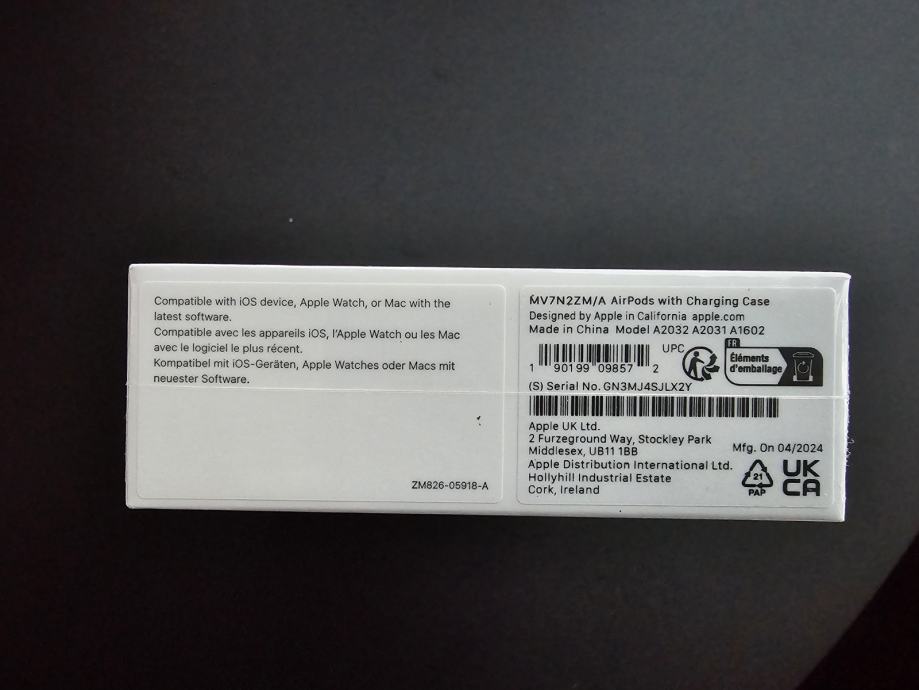 Compatible with iOS device, Apple Watch, or Mac with the
latest software.
Compatible avec les appareils iOS, l'Apple Watch ou les Mac
avec le logiciel le plus récent.
Kompatibel mit iOS-Geräten, Apple Watches oder Macs mit
neuester Software.
ZM826-05918-A
MV7N2ZM/A AirPods with Charging Case
Designed by Apple in California apple.com
Made in China Model A2032 A2031 A1602
UPC
1 90199 09857 2
FR
Éléments
d'emballage
(S) Serial No. GN3MJ4SJLX2Y
Apple UK Ltd.
2 Furzeground Way, Stockley Park
Middlesex, UB11 1BB
Apple Distribution International Ltd.
Hollyhill Industrial Estate
Cork, Ireland
Mfg. On 04/2024
21
PAP
UK
CA